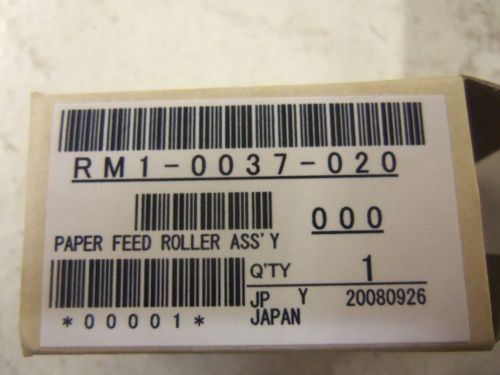 RM1-0037-020
000
PAPER FEED ROLLER ASS'Y
Q'TY 1
JP Y 20080926
*00001* JAPAN